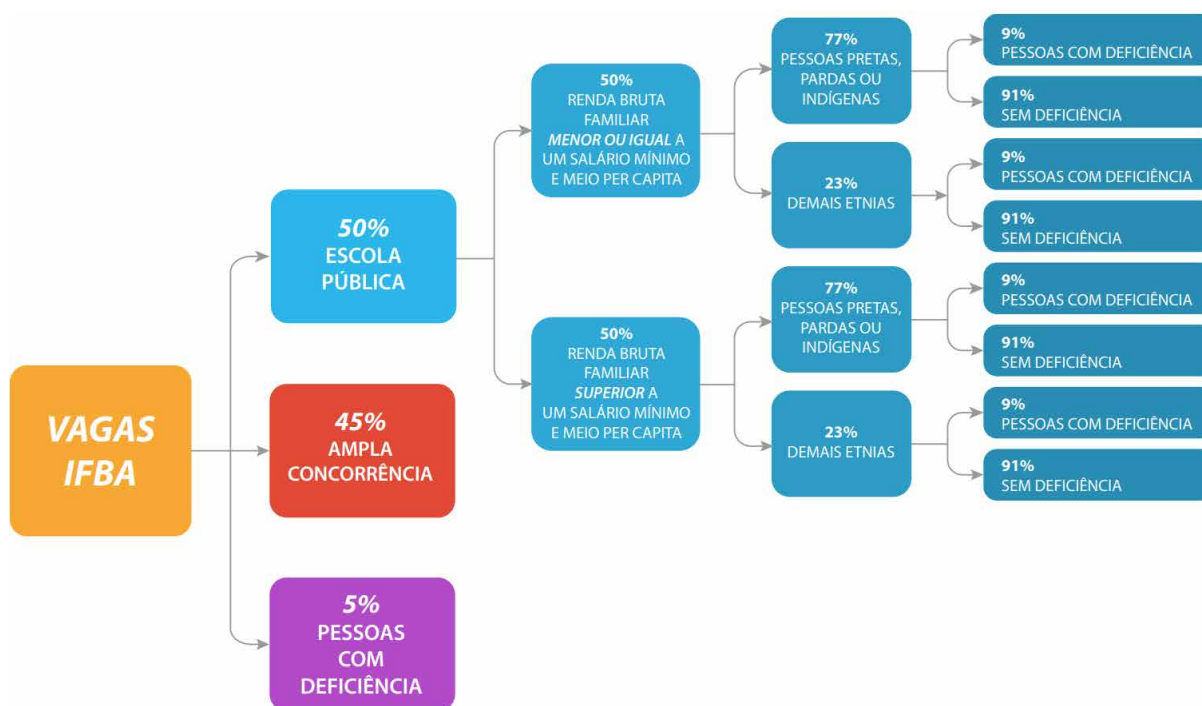 VAGAS
IFBA
50%
ESCOLA
PÚBLICA
45%
AMPLA
CONCORRÊNCIA
5%
PESSOAS
COM
DEFICIÊNCIA
50%
RENDA BRUTA
FAMILIAR
MENOR OU IGUAL A
UM SALÁRIO MÍNIMO
E MEIO PER CAPITA
50%
RENDA BRUTA
FAMILIAR
SUPERIOR A
UM SALÁRIO MÍNIMO
E MEIO PER CAPITA
77%
PESSOAS PRETAS,
PARDAS OU
INDÍGENAS
23%
DEMAIS ETNIAS
77%
PESSOAS PRETAS,
PARDAS OU
INDÍGENAS
23%
DEMAIS ETNIAS
9%
PESSOAS COM DEFICIÊNCIA
91%
SEM DEFICIÊNCIA
9%
PESSOAS COM DEFICIÊNCIA
91%
SEM DEFICIÊNCIA
9%
PESSOAS COM DEFICIÊNCIA
91%
SEM DEFICIÊNCIA
9%
PESSOAS COM DEFICIÊNCIA
91%
SEM DEFICIÊNCIA